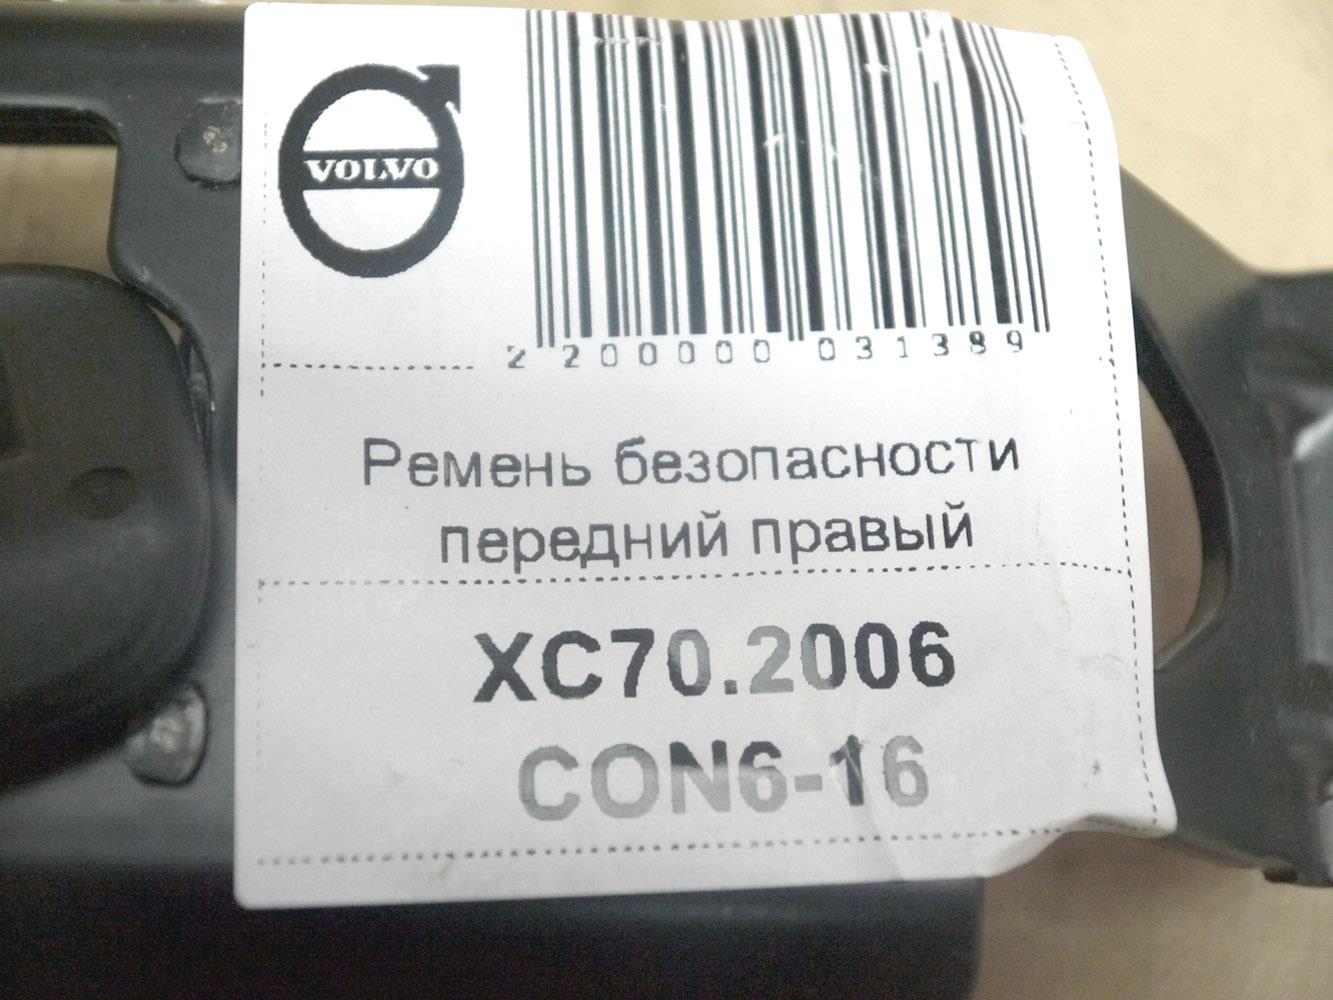 VOLVO
2 200000 031389
Ремень безопасности
передний правый
XC70.2006
CON6-16